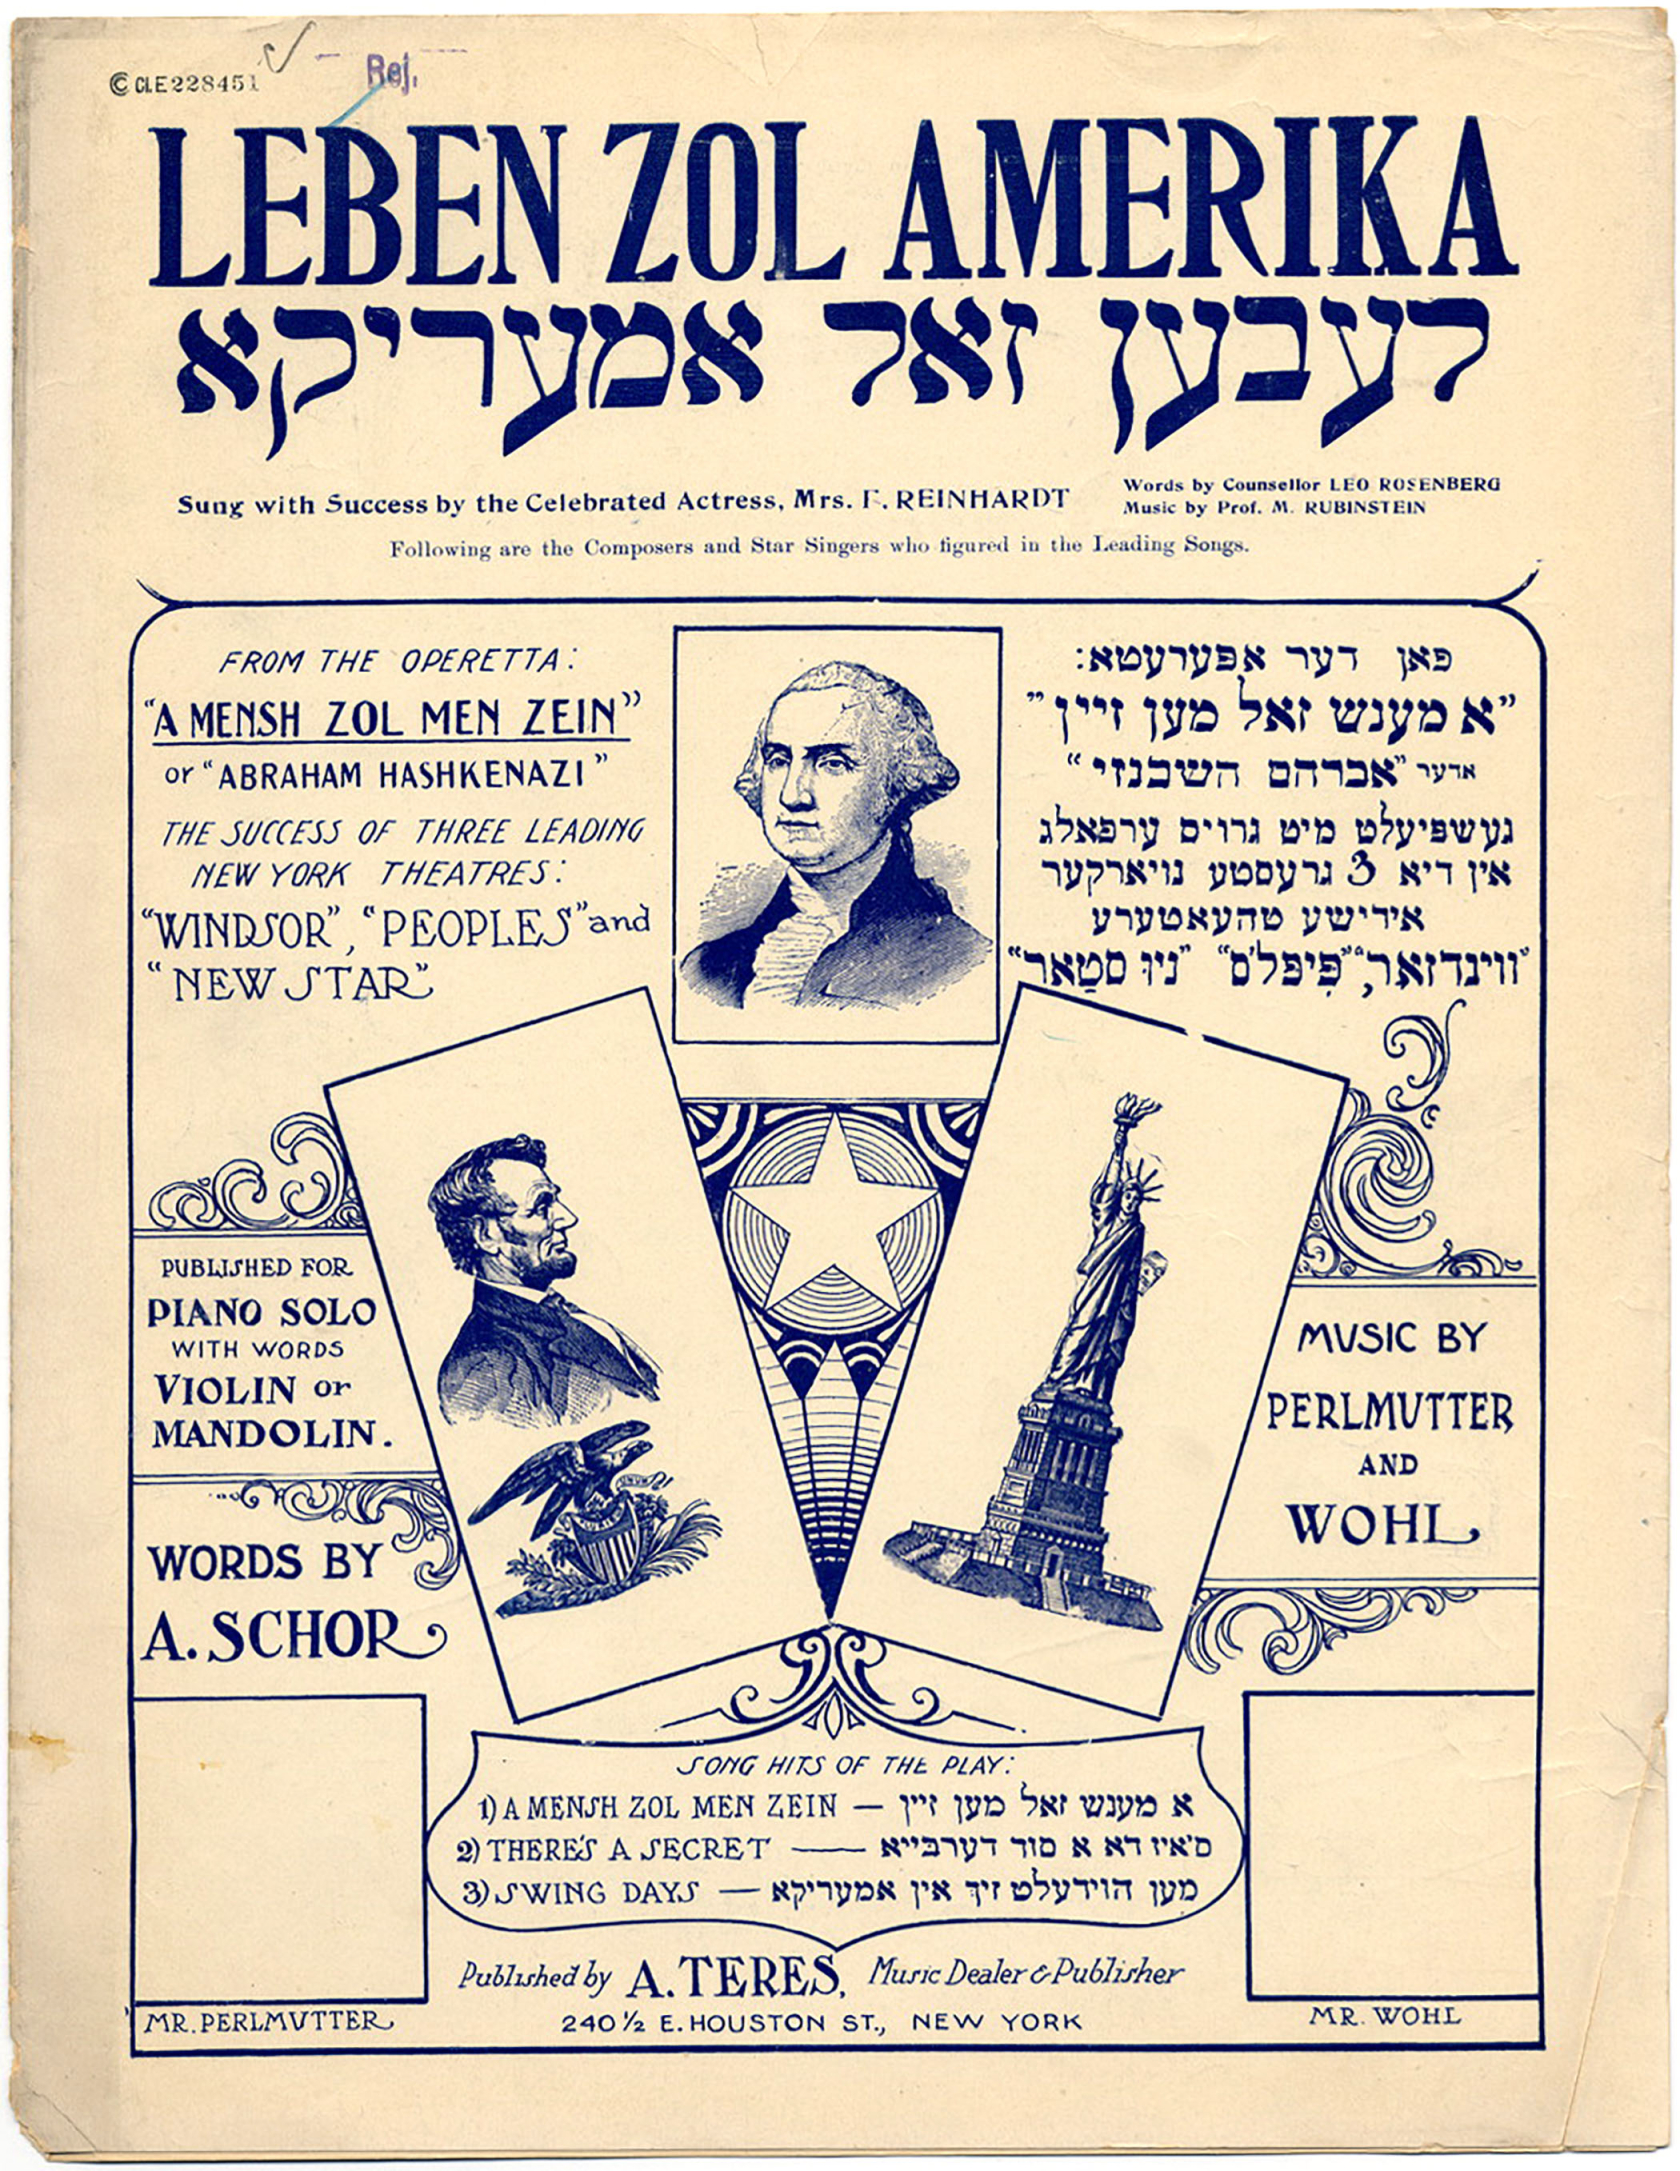 © Cl.E 228451
Rej.
LEBEN ZOL AMERIKA
לעבען זאל אמעריקא
Sung with Success by the Celebrated Actress, Mrs. F. REINHARDT
Words by Counsellor LEO ROSENBERG
Music by Prof. M. RUBINSTEIN
Following are the Composers and Star Singers who figured in the Leading Songs.
FROM THE OPERETTA:
"A MENSH ZOL MEN ZEIN"
or "ABRAHAM HASHKENAZI"
THE SUCCESS OF THREE LEADING
NEW YORK THEATRES:
"WINDSOR", "PEOPLES" and
"NEW STAR"
פאן דער אפערעטא:
"א מענש זאל מען זיין"
אדער "אברהם השכנזי"
געשפיעלט מיט גרויס ערפאלג
אין דיא 3 גרעסטע נויארקער
אידישע טהעאטערע
"ווינדזאר", "פיפלס" "ניו סטאר"
PUBLISHED FOR
PIANO SOLO
WITH WORDS
VIOLIN or
MANDOLIN.
WORDS BY
A. SCHOR
MUSIC BY
PERLMUTTER
AND
WOHL
SONG HITS OF THE PLAY:
1) A MENSH ZOL MEN ZEIN — א מענש זאל מען זיין
2) THERE'S A SECRET — ס'איז דא א סוד דערבייא
3) SWING DAYS — מען הוידעלט זיך אין אמעריקא
Published by A. TERES, Music Dealer & Publisher
240 ½ E. HOUSTON ST., NEW YORK
MR. PERLMUTTER
MR. WOHL